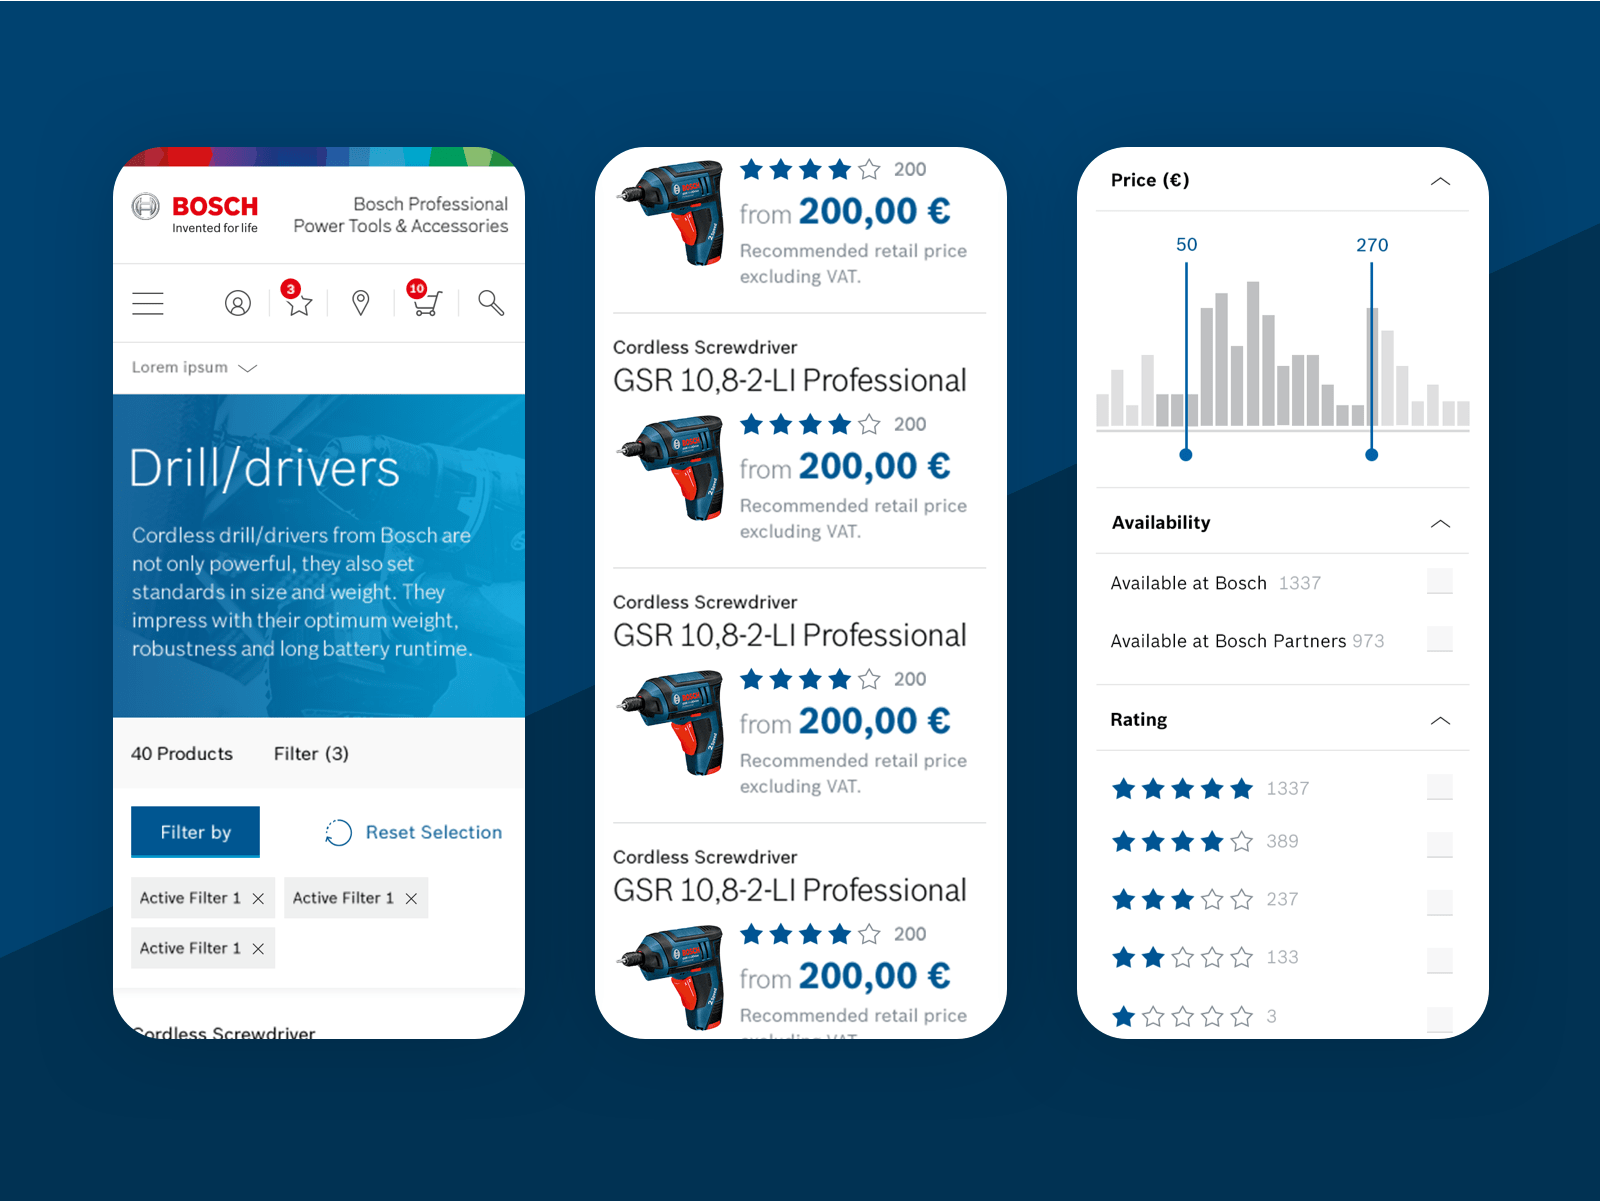 BOSCH
Invented for life
Bosch Professional
Power Tools & Accessories
3
10
Lorem ipsum
Drill/drivers
Cordless drill/drivers from Bosch are
not only powerful, they also set
standards in size and weight. They
impress with their optimum weight,
robustness and long battery runtime.
40 Products
Filter (3)
Filter by
Reset Selection
Active Filter 1
Active Filter 1
Active Filter 1
Cordless Screwdriver
BOSCH
200
from 200,00 €
Recommended retail price
excluding VAT.
Cordless Screwdriver
GSR 10,8-2-LI Professional
BOSCH
200
from 200,00 €
Recommended retail price
excluding VAT.
Cordless Screwdriver
GSR 10,8-2-LI Professional
BOSCH
200
from 200,00 €
Recommended retail price
excluding VAT.
Cordless Screwdriver
GSR 10,8-2-LI Professional
BOSCH
200
from 200,00 €
Recommended retail price
excluding VAT.
Price (€)
50
270
Availability
Available at Bosch 1337
Available at Bosch Partners 973
Rating
1337
389
237
133
3